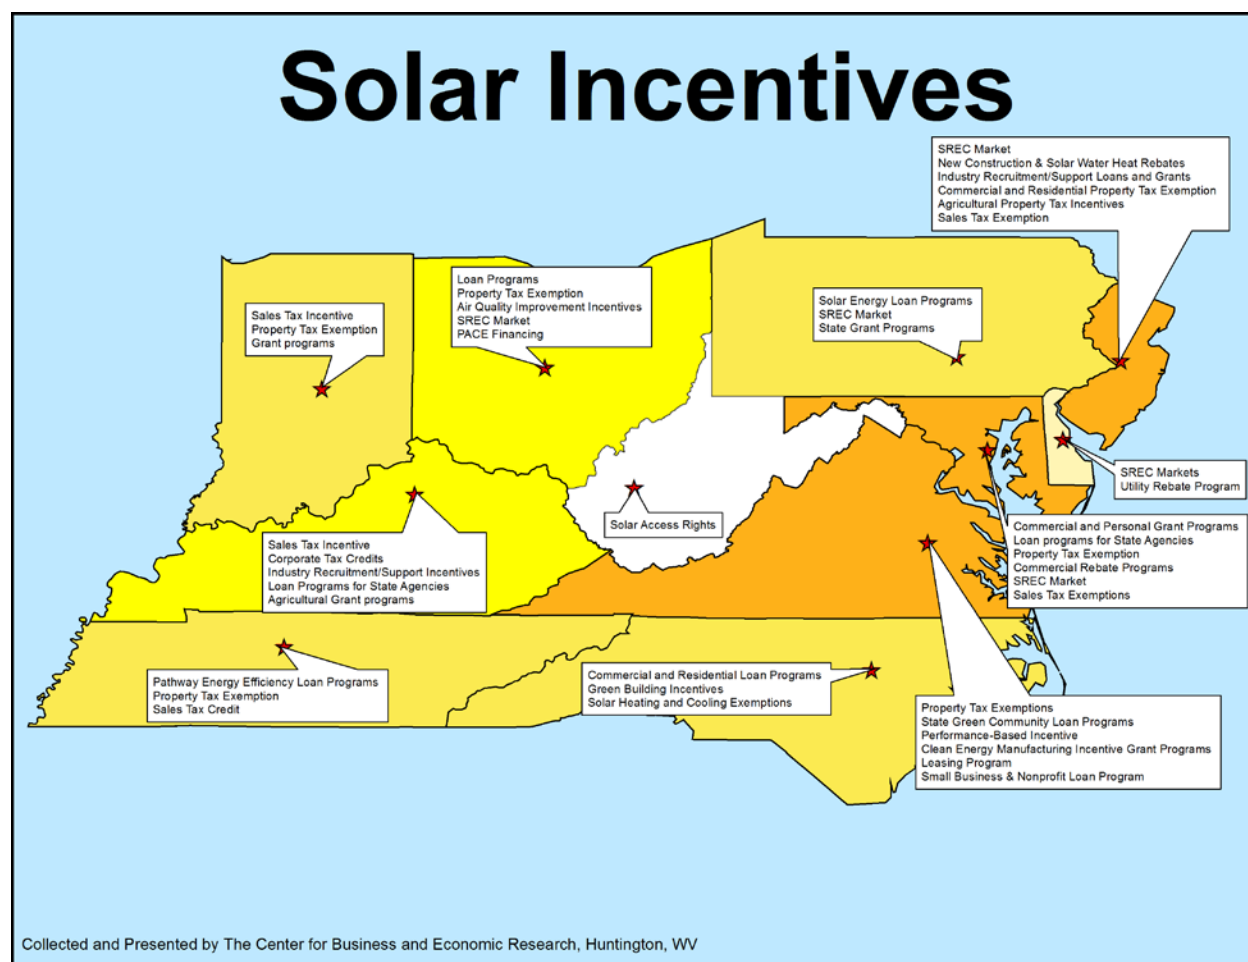 Solar Incentives
SREC Market
New Construction & Solar Water Heat Rebates
Industry Recruitment/Support Loans and Grants
Commercial and Residential Property Tax Exemption
Agricultural Property Tax Incentives
Sales Tax Exemption
Loan Programs
Property Tax Exemption
Air Quality Improvement Incentives
SREC Market
PACE Financing
Solar Energy Loan Programs
SREC Market
State Grant Programs
Sales Tax Incentive
Property Tax Exemption
Grant programs
SREC Markets
Utility Rebate Program
Solar Access Rights
Commercial and Personal Grant Programs
Loan programs for State Agencies
Property Tax Exemption
Commercial Rebate Programs
SREC Market
Sales Tax Exemptions
Sales Tax Incentive
Corporate Tax Credits
Industry Recruitment/Support Incentives
Loan Programs for State Agencies
Agricultural Grant programs
Pathway Energy Efficiency Loan Programs
Property Tax Exemption
Sales Tax Credit
Commercial and Residential Loan Programs
Green Building Incentives
Solar Heating and Cooling Exemptions
Property Tax Exemptions
State Green Community Loan Programs
Performance-Based Incentive
Clean Energy Manufacturing Incentive Grant Programs
Leasing Program
Small Business & Nonprofit Loan Program
Collected and Presented by The Center for Business and Economic Research, Huntington, WV